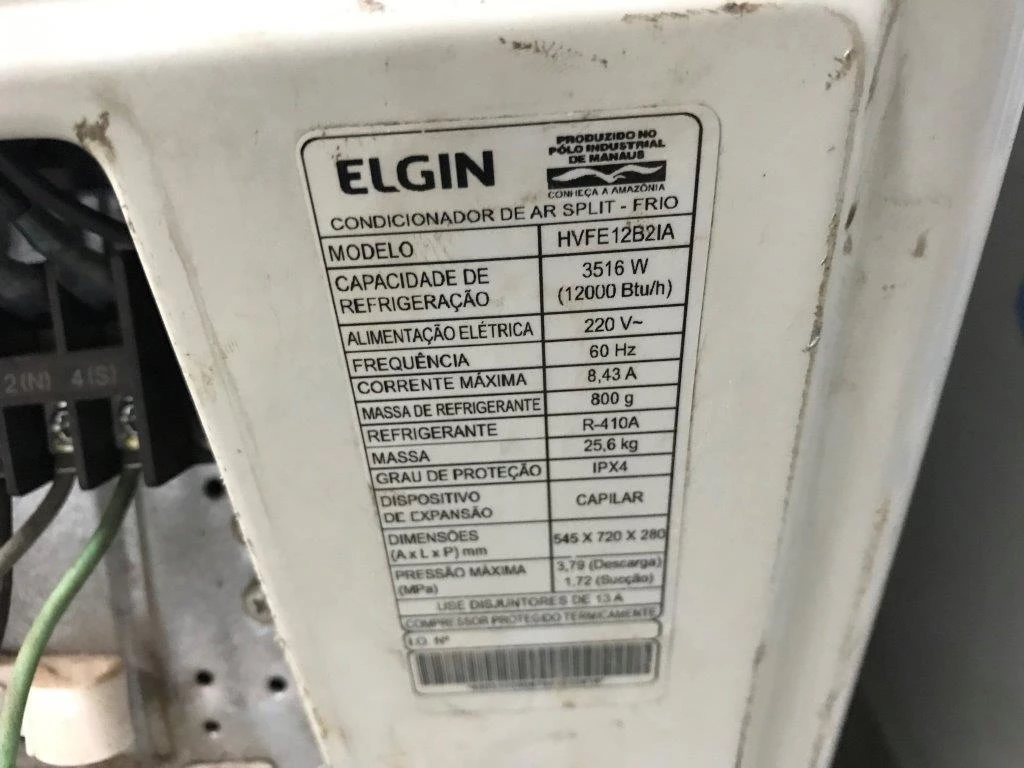 ELGIN
PRODUZIDO NO
PÓLO INDUSTRIAL
DE MANAUS
CONHEÇA A AMAZÔNIA
CONDICIONADOR DE AR SPLIT - FRIO
MODELO HVFE12B2IA
CAPACIDADE DE
REFRIGERAÇÃO
3516 W
(12000 Btu/h)
ALIMENTAÇÃO ELÉTRICA 220 V~
FREQUÊNCIA 60 Hz
CORRENTE MÁXIMA 8,43 A
MASSA DE REFRIGERANTE 800 g
REFRIGERANTE R-410A
MASSA 25,6 kg
GRAU DE PROTEÇÃO IPX4
DISPOSITIVO
DE EXPANSÃO
CAPILAR
DIMENSÕES
(A x L x P) mm
545 X 720 X 280
PRESSÃO MÁXIMA
(MPa)
3,79 (Descarga)
1,72 (Sucção)
USE DISJUNTORES DE 13 A
COMPRESSOR PROTEGIDO TERMICAMENTE
2(N) 4(S)